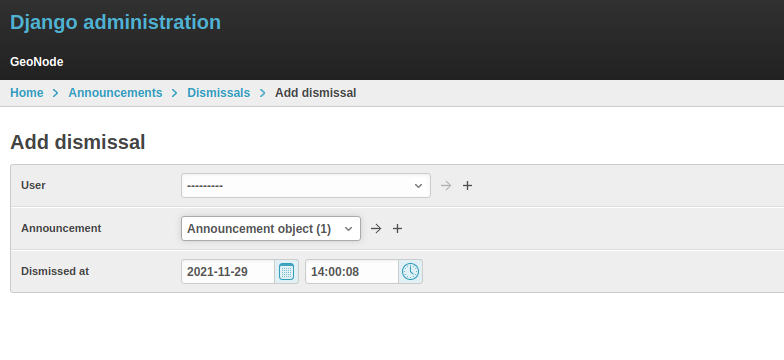 Django administration
GeoNode
Home > Announcements > Dismissals > Add dismissal
Add dismissal
User ---------
Announcement Announcement object (1)
Dismissed at 2021-11-29 14:00:08